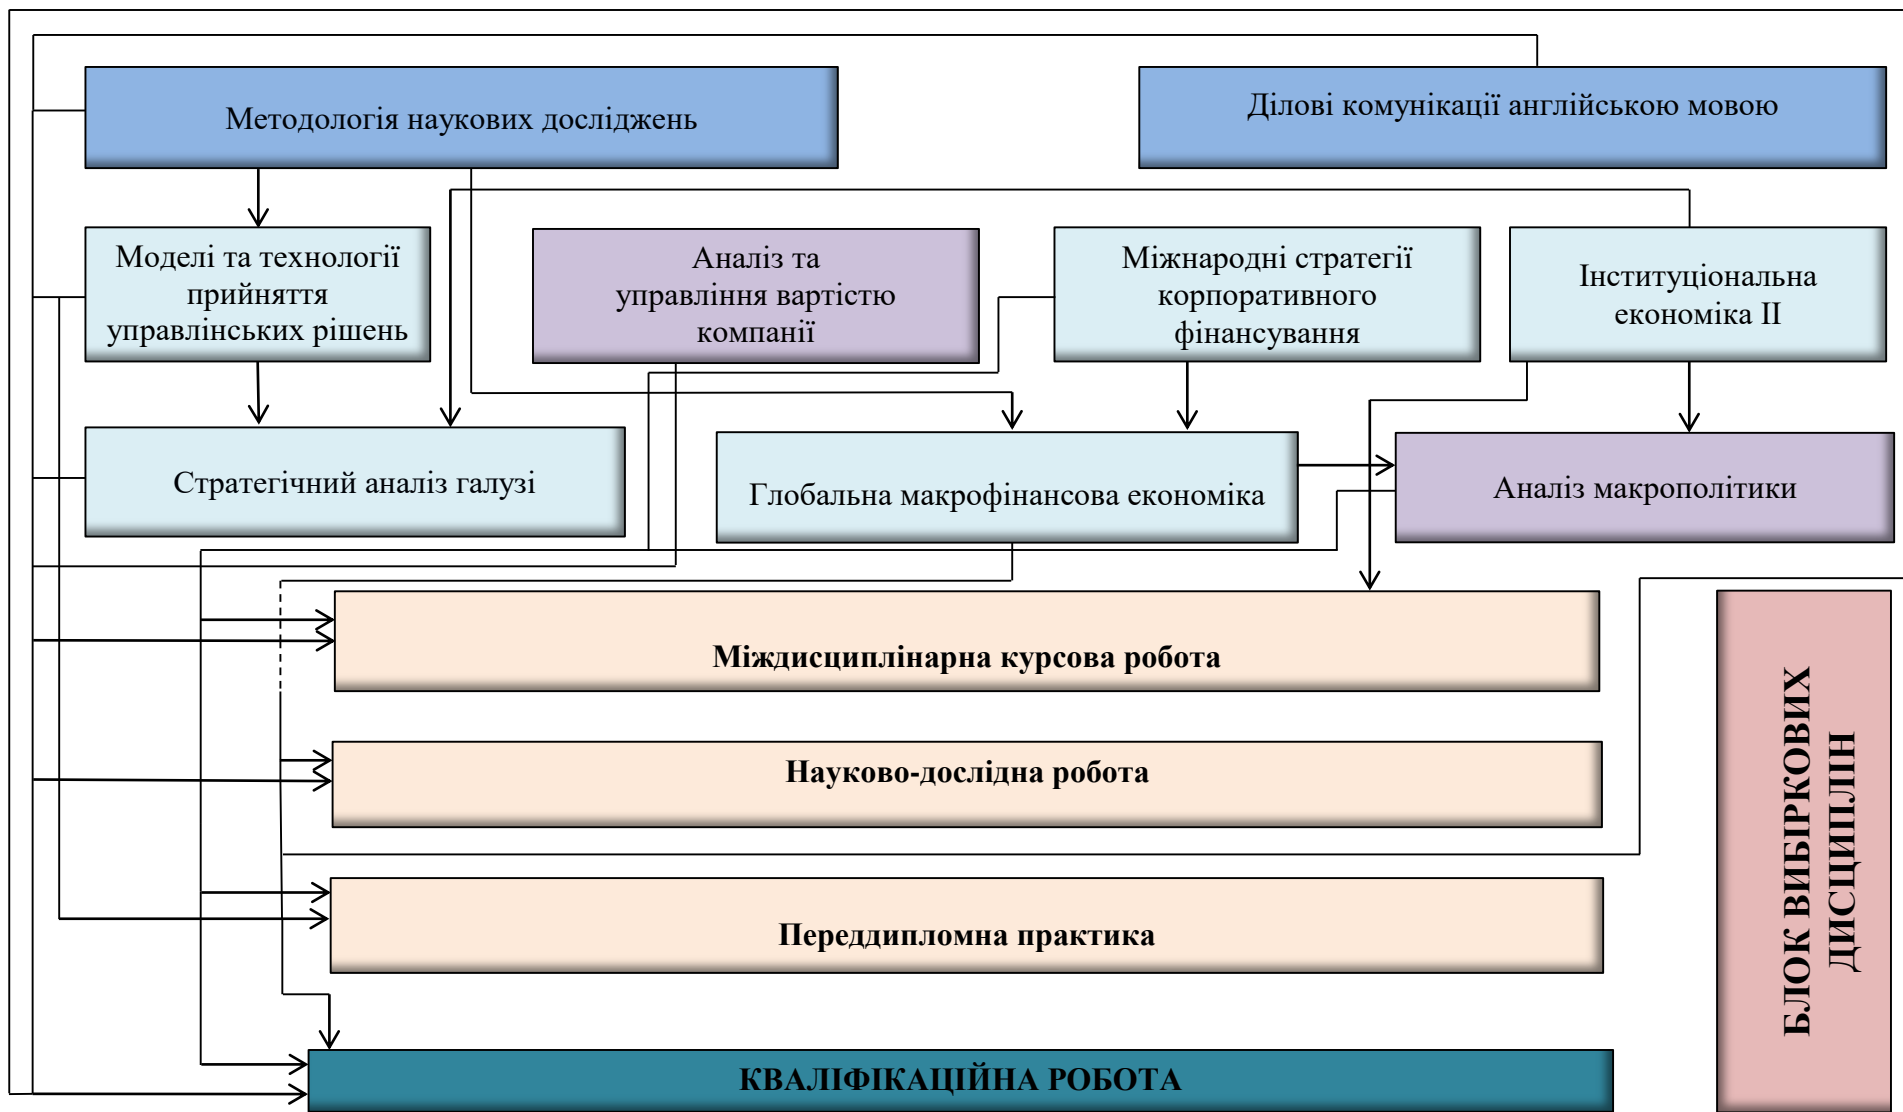 Методологія наукових досліджень
Ділові комунікації англійською мовою
Моделі та технології
прийняття
управлінських рішень
Аналіз та
управління вартістю
компанії
Міжнародні стратегії
корпоративного
фінансування
Інституціональна
економіка ІІ
Стратегічний аналіз галузі
Глобальна макрофінансова економіка
Аналіз макрополітики
Міждисциплінарна курсова робота
Науково-дослідна робота
Переддипломна практика
КВАЛІФІКАЦІЙНА РОБОТА
БЛОК ВИБІРКОВИХ
ДИСЦИПЛІН